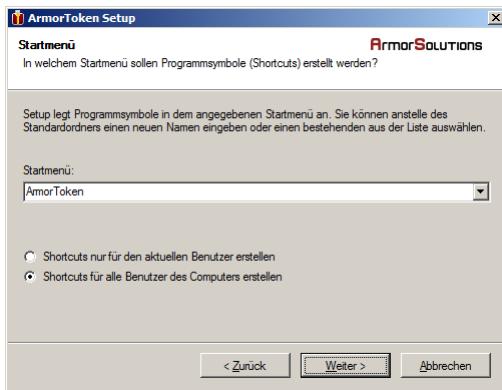 ArmorToken Setup
Startmenü
ArmorSolutions
In welchem Startmenü sollen Programmsymbole (Shortcuts) erstellt werden?
Setup legt Programmsymbole in dem angegebenen Startmenü an. Sie können anstelle des
Standardordners einen neuen Namen eingeben oder einen bestehenden aus der Liste auswählen.
Startmenü:
ArmorToken
Shortcuts nur für den aktuellen Benutzer erstellen
Shortcuts für alle Benutzer des Computers erstellen
< Zurück
Weiter >
Abbrechen